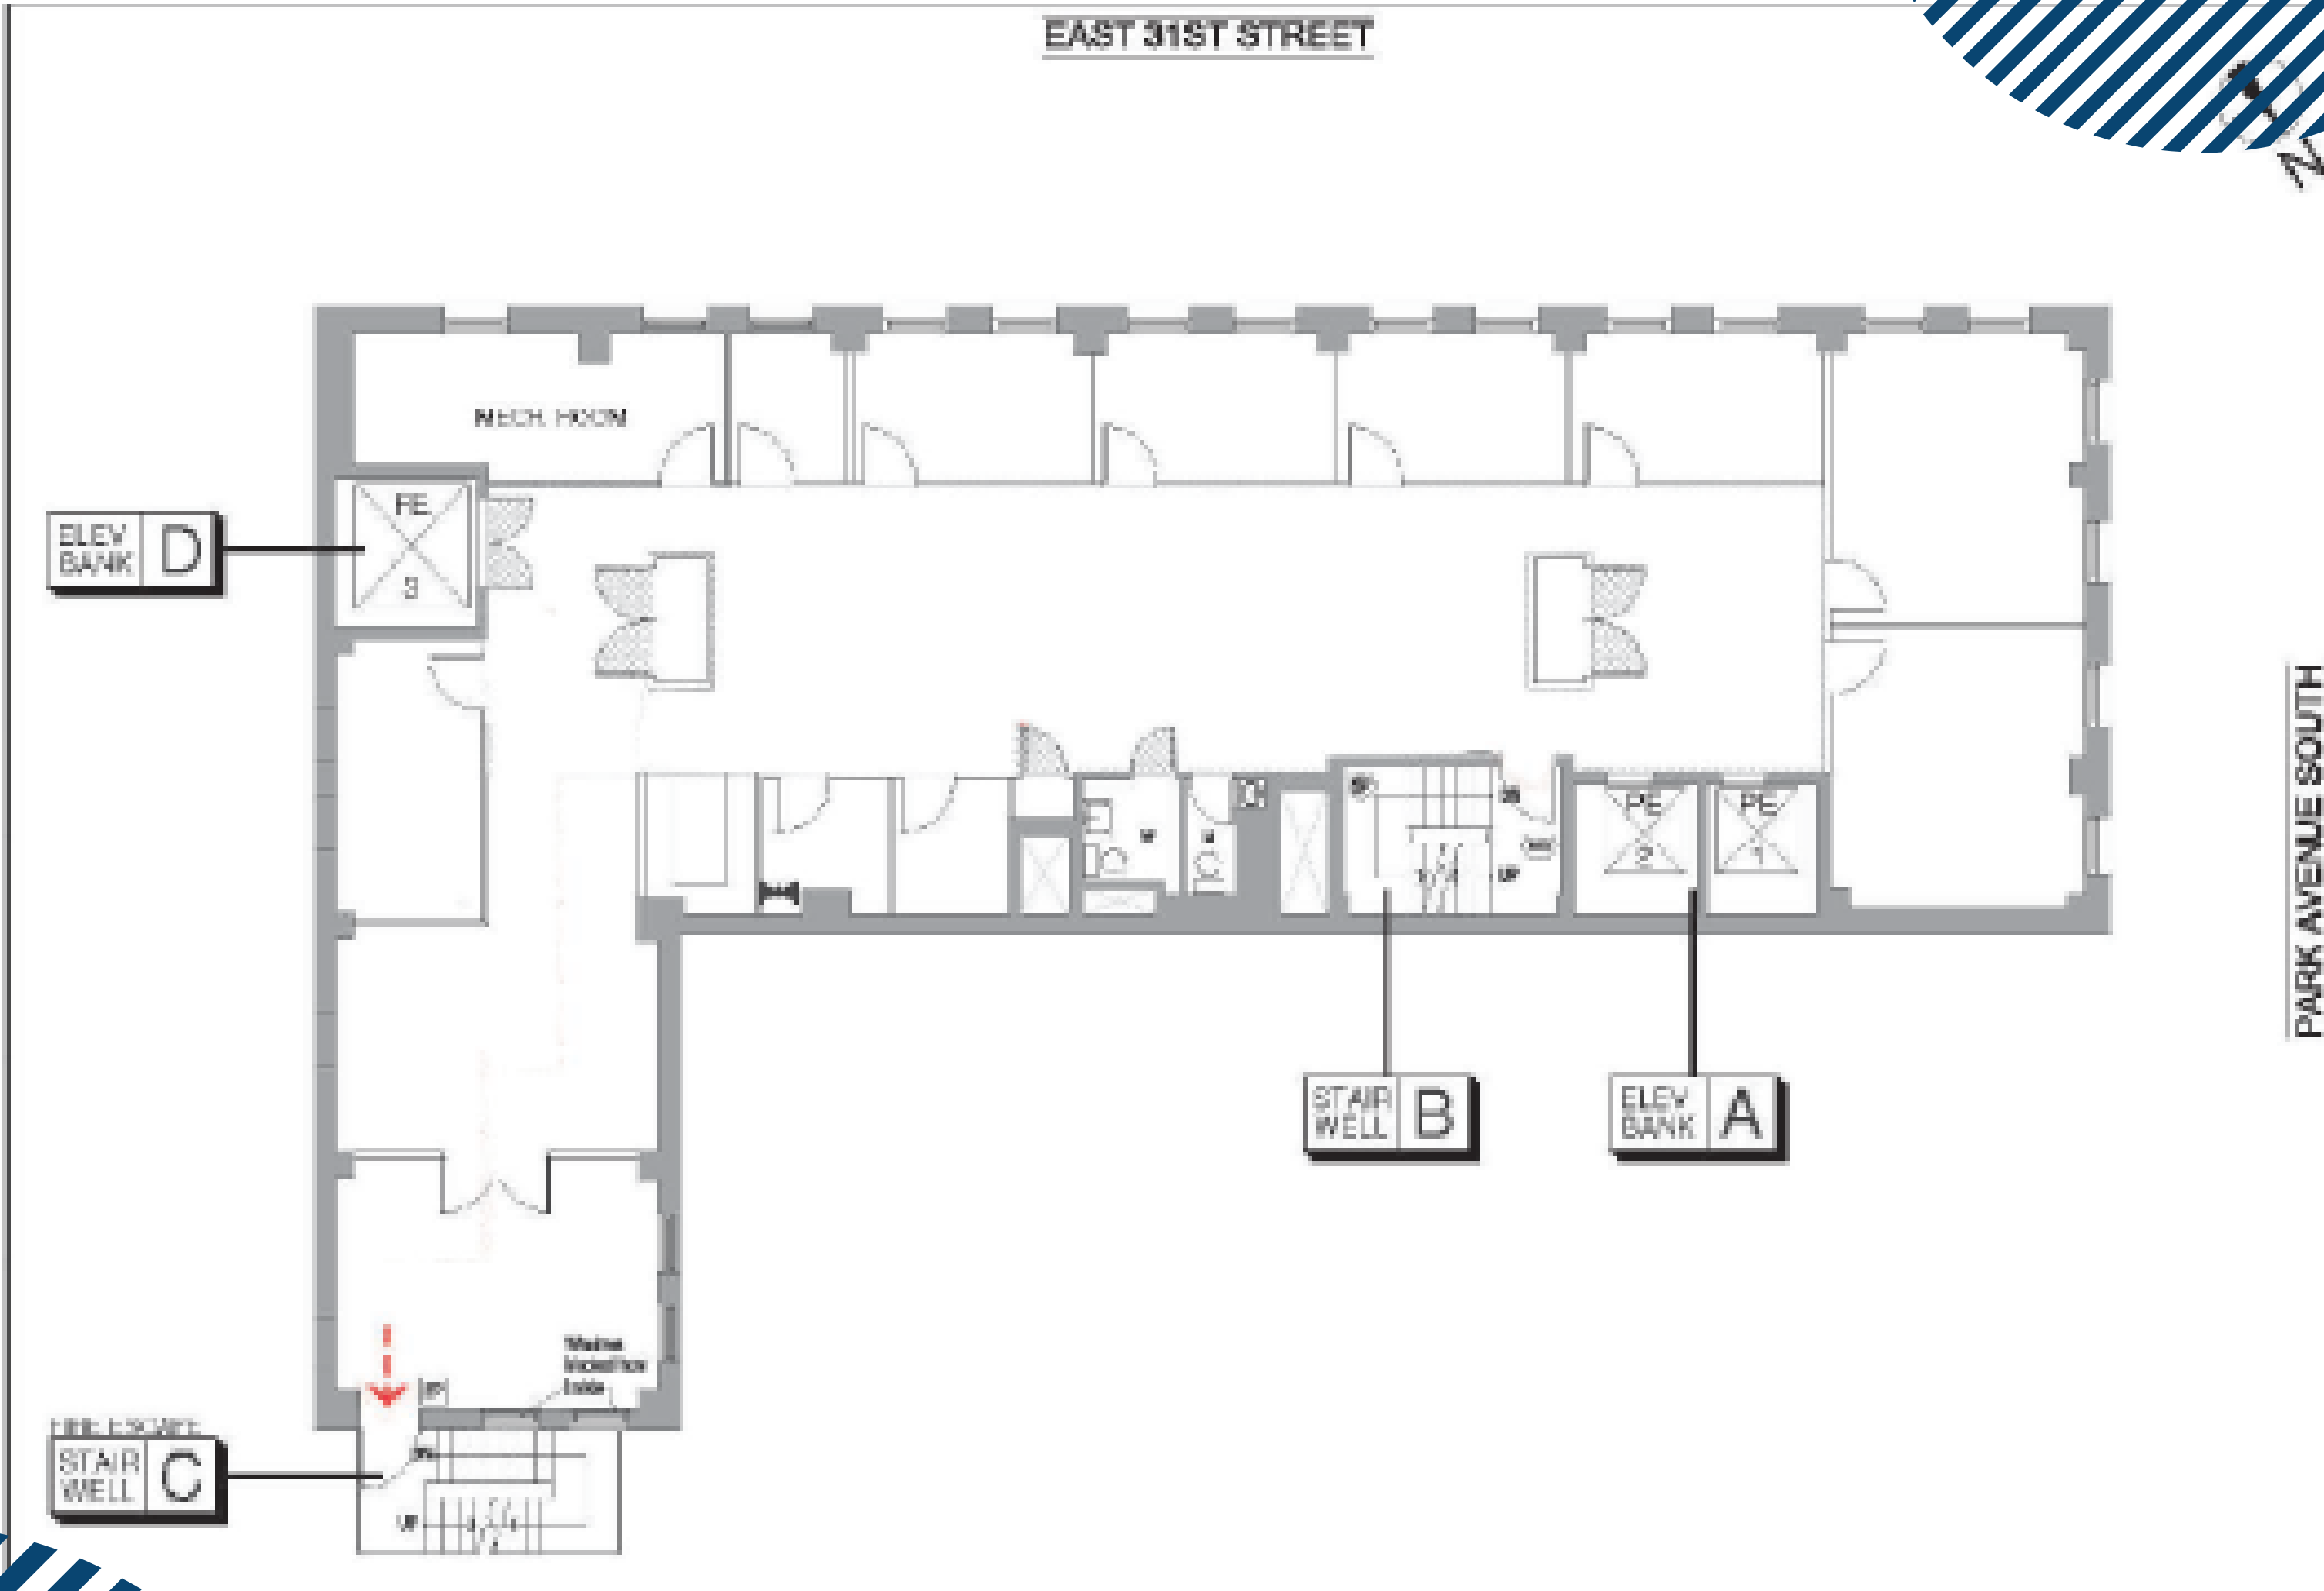 EAST 31ST STREET
N
MECH. ROOM
ELEV
BANK
D
3
PARK AVENUE SOUTH
PE
2
PE
1
UP
STAIR
WELL
B
ELEV
BANK
A
FIRE ESCAPE
STAIR
WELL
C
UP